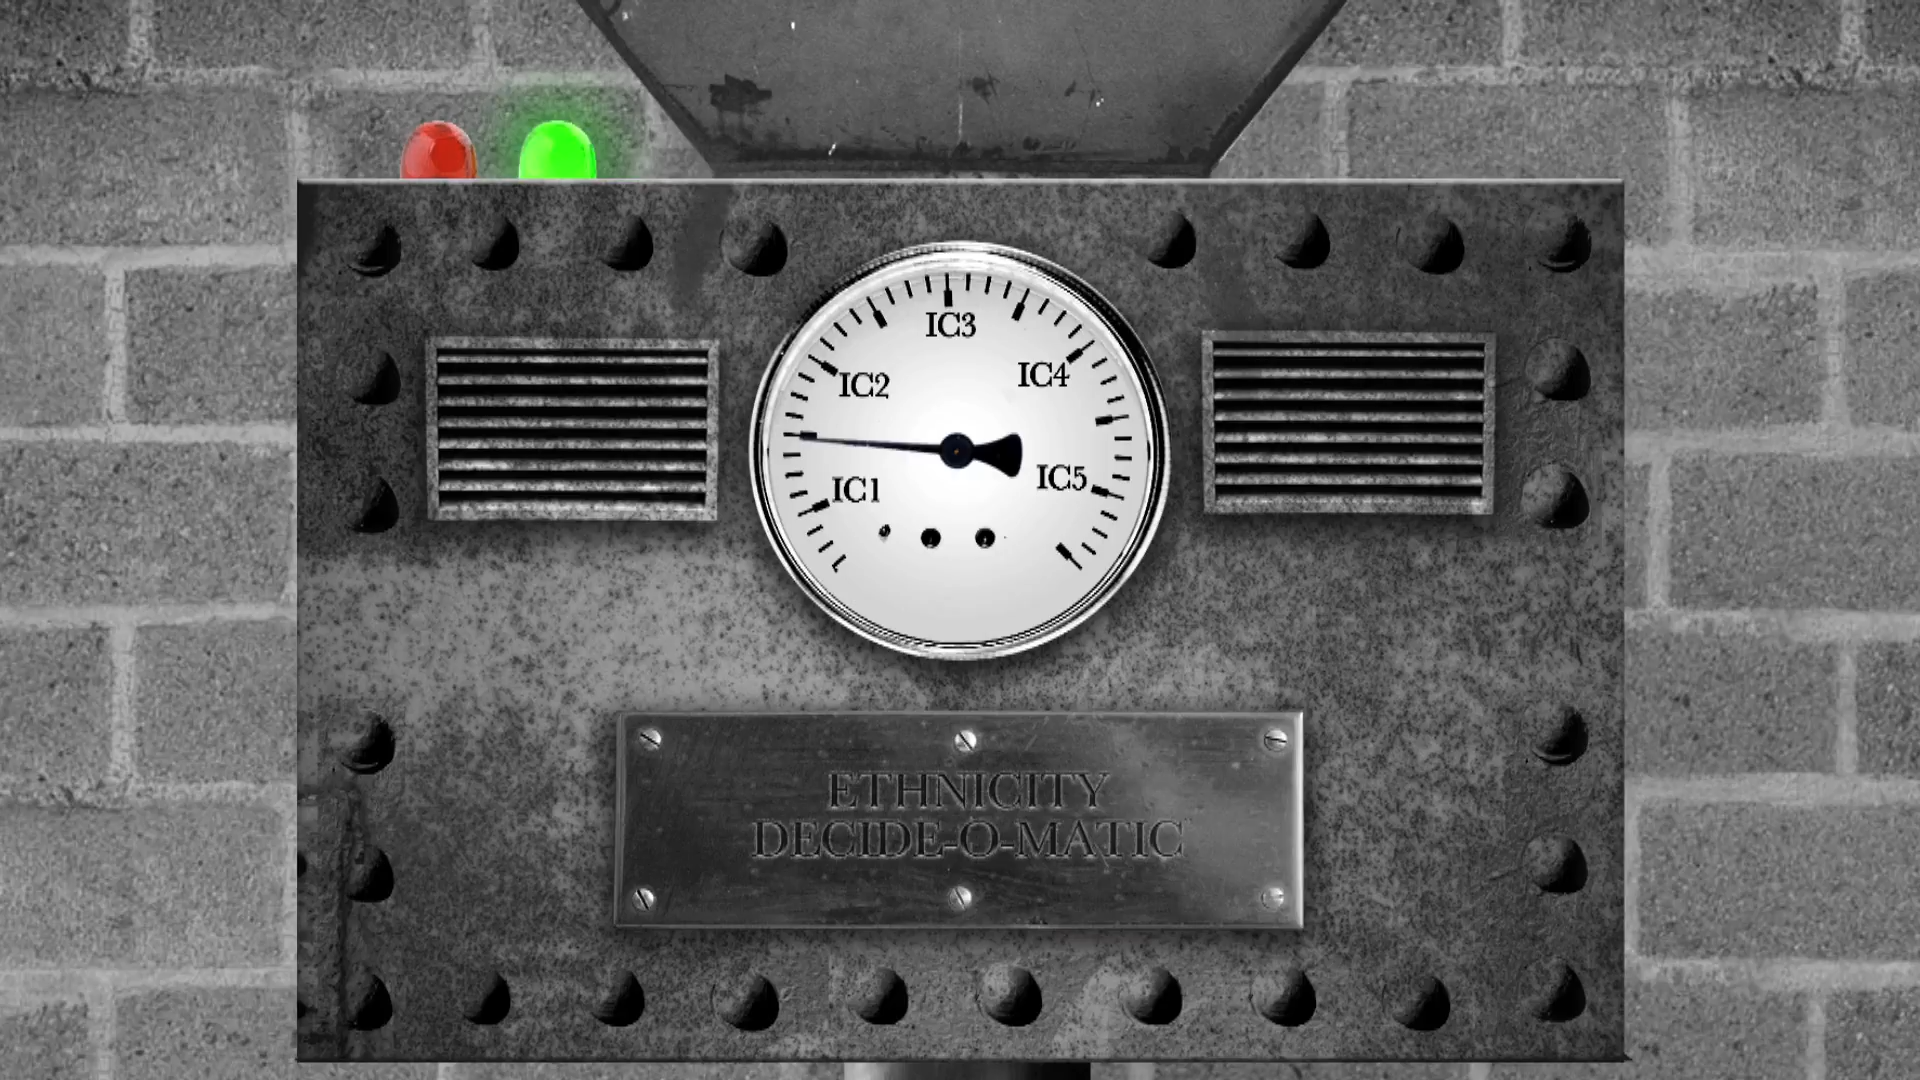 IC3
IC2
IC4
IC1
IC5
ETHNICITY
DECIDE-O-MATIC